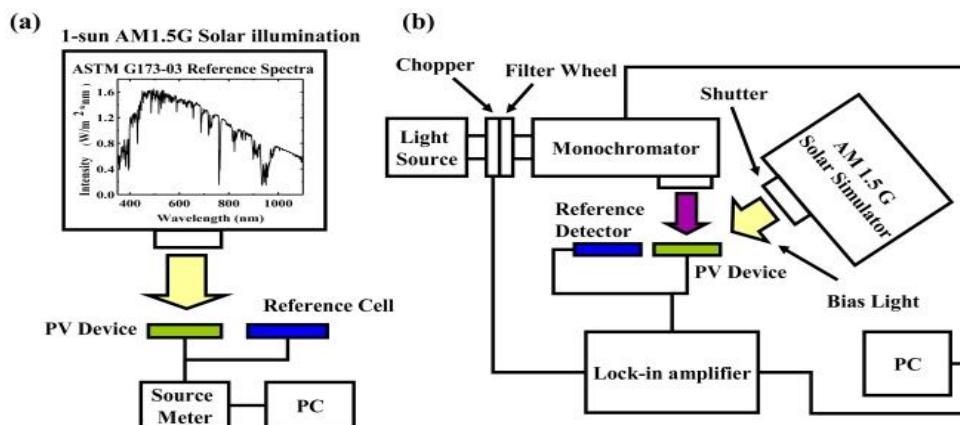 (a)
1-sun AM1.5G Solar illumination
ASTM G173-03 Reference Spectra
Intensity (W/m²*nm)
1.6
1.2
0.8
0.4
0.0
400 600 800 1000
Wavelength (nm)
PV Device
Reference Cell
Source
Meter
PC
(b)
Chopper
Filter Wheel
Light
Source
Monochromator
Shutter
AM 1.5 G
Solar Simulator
Reference
Detector
PV Device
Bias Light
Lock-in amplifier
PC